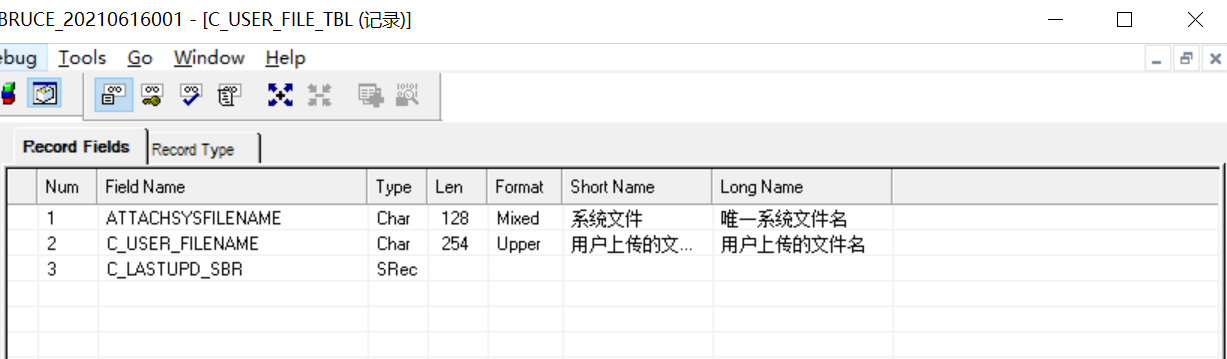 BRUCE_20210616001 - [C_USER_FILE_TBL (记录)]
ebug Tools Go Window Help
Record Fields Record Type
Num Field Name Type Len Format Short Name Long Name
1 ATTACHSYSFILENAME Char 128 Mixed 系统文件 唯一系统文件名
2 C_USER_FILENAME Char 254 Upper 用户上传的文... 用户上传的文件名
3 C_LASTUPD_SBR SRec